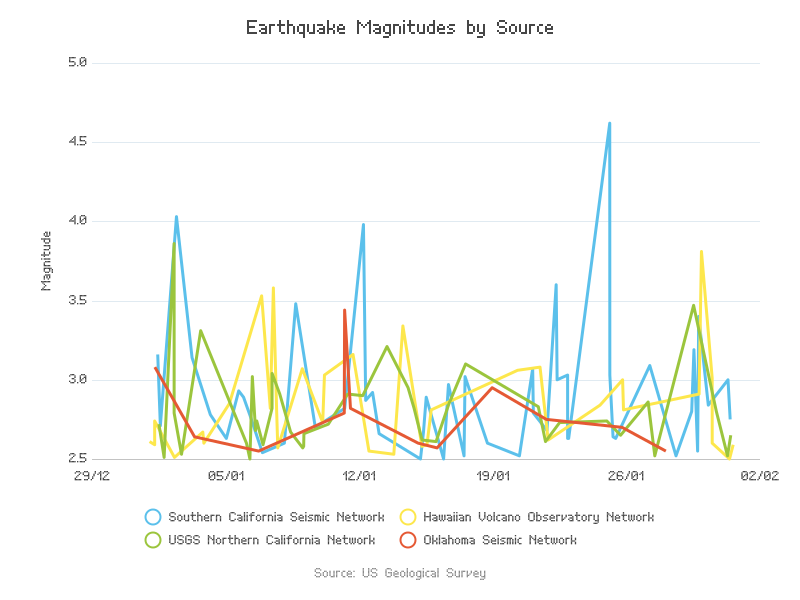 Earthquake Magnitudes by Source
5.0
4.5
4.0
3.5
3.0
2.5
Magnitude
29/12 05/01 12/01 19/01 26/01 02/02
Southern California Seismic Network Hawaiian Volcano Observatory Network
USGS Northern California Network Oklahoma Seismic Network
Source: US Geological Survey